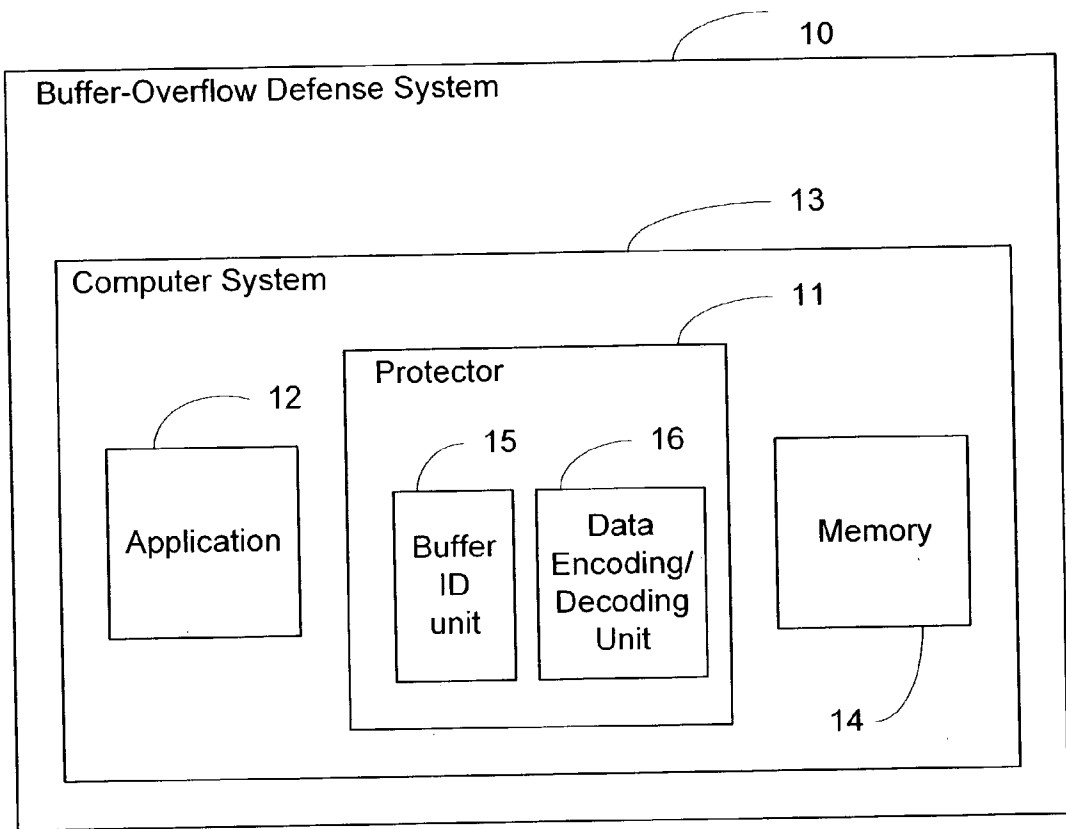 10
Buffer-Overflow Defense System
13
Computer System
11
Protector
12
15
16
Application
Buffer
ID
unit
Data
Encoding/
Decoding
Unit
Memory
14